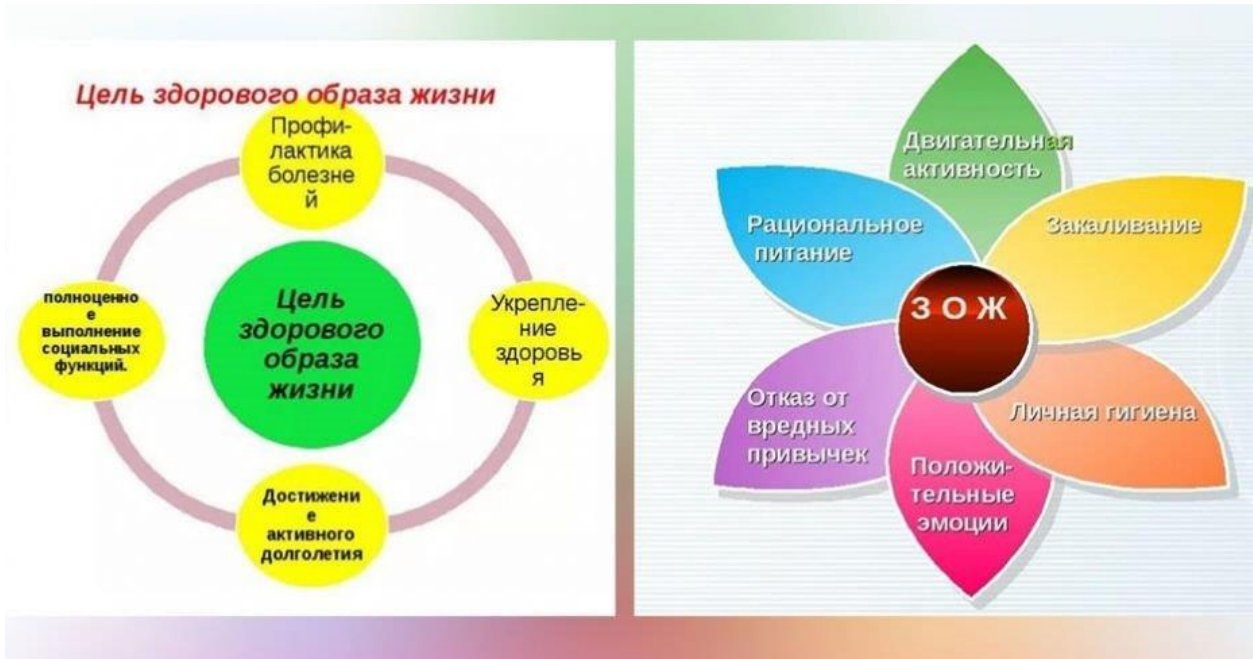 Цель здорового образа жизни
Профи-
лактика
болезне
й
полноценно
е
выполнение
социальных
функций.
Цель
здорового
образа
жизни
Укрепле-
ние
здоровь
я
Достижени
е
активного
долголетия
Двигательная
активность
Рациональное
питание
Закаливание
З О Ж
Отказ от
вредных
привычек
Личная гигиена
Положи-
тельные
эмоции